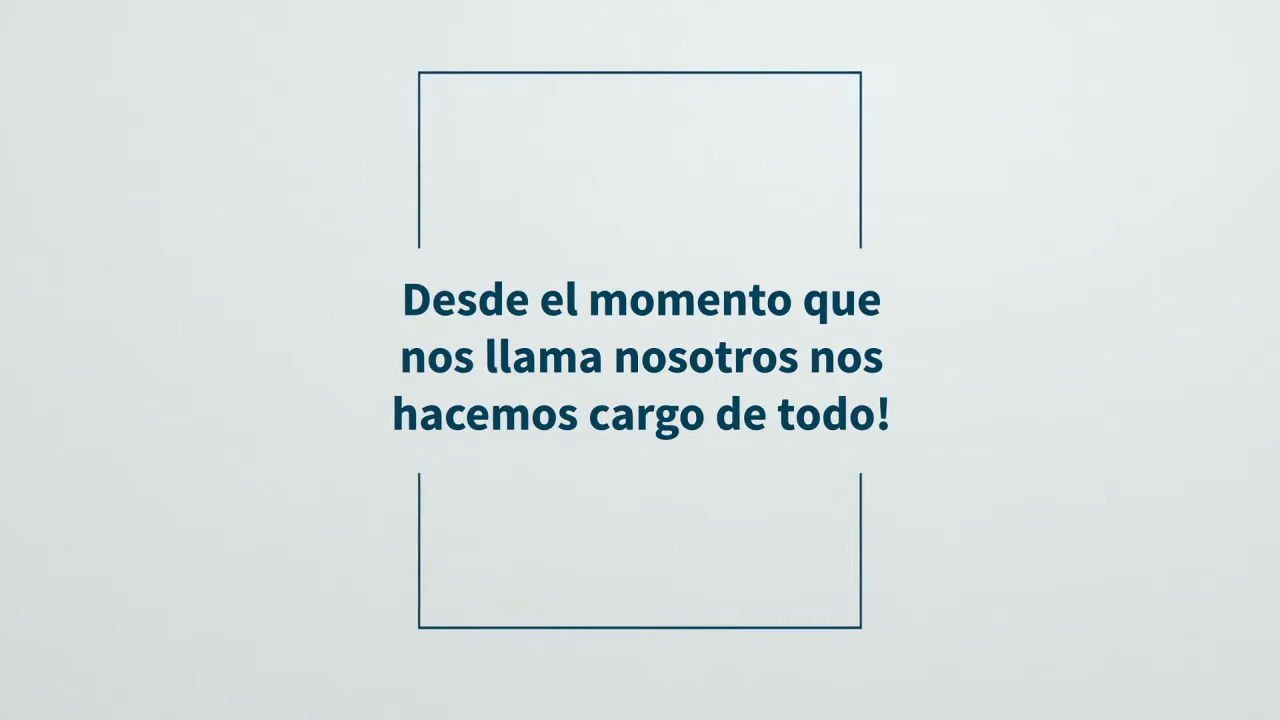 Desde el momento que
nos llama nosotros nos
hacemos cargo de todo!